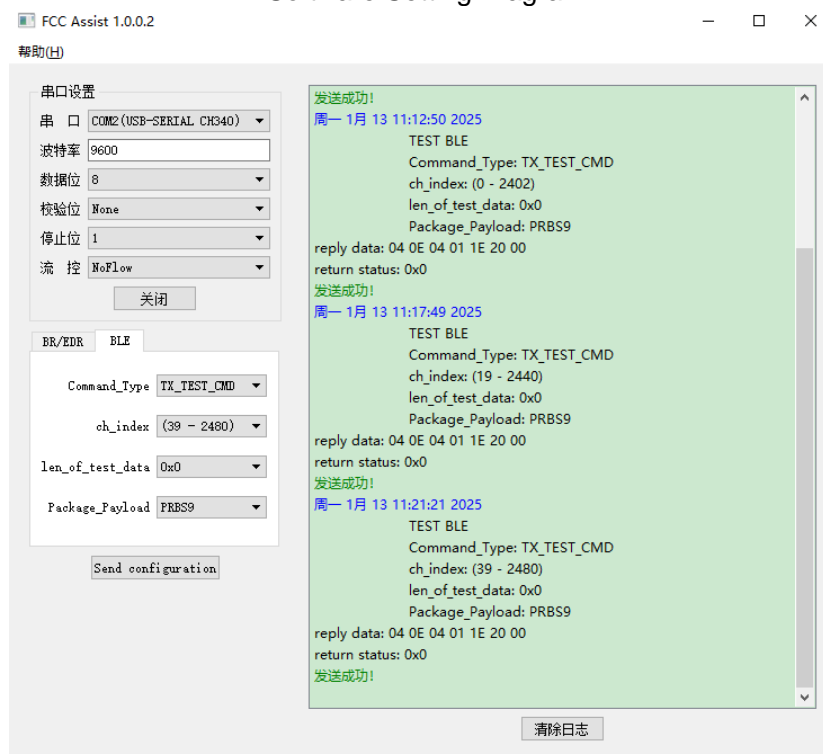 FCC Assist 1.0.0.2
帮助(H)
串口设置
串 口 COM2(USB-SERIAL CH340)
波特率 9600
数据位 8
校验位 None
停止位 1
流 控 NoFlow
关闭
BR/EDR BLE
Command_Type TX_TEST_CMD
ch_index (39 - 2480)
len_of_test_data 0x0
Package_Payload PRBS9
Send configuration
发送成功!
周一 1月 13 11:12:50 2025
TEST BLE
Command_Type: TX_TEST_CMD
ch_index: (0 - 2402)
len_of_test_data: 0x0
Package_Payload: PRBS9
reply data: 04 0E 04 01 1E 20 00
return status: 0x0
发送成功!
周一 1月 13 11:17:49 2025
TEST BLE
Command_Type: TX_TEST_CMD
ch_index: (19 - 2440)
len_of_test_data: 0x0
Package_Payload: PRBS9
reply data: 04 0E 04 01 1E 20 00
return status: 0x0
发送成功!
周一 1月 13 11:21:21 2025
TEST BLE
Command_Type: TX_TEST_CMD
ch_index: (39 - 2480)
len_of_test_data: 0x0
Package_Payload: PRBS9
reply data: 04 0E 04 01 1E 20 00
return status: 0x0
发送成功!
清除日志